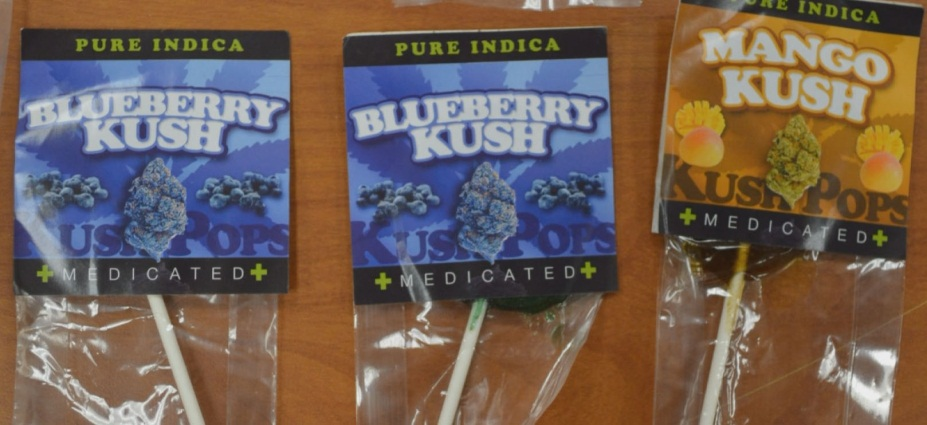 PURE INDICA
BLUEBERRY
KUSH
KUSH POPS
MEDICATED
PURE INDICA
BLUEBERRY
KUSH
KUSH POPS
MEDICATED
PURE INDICA
MANGO
KUSH
KUSH POPS
MEDICATED